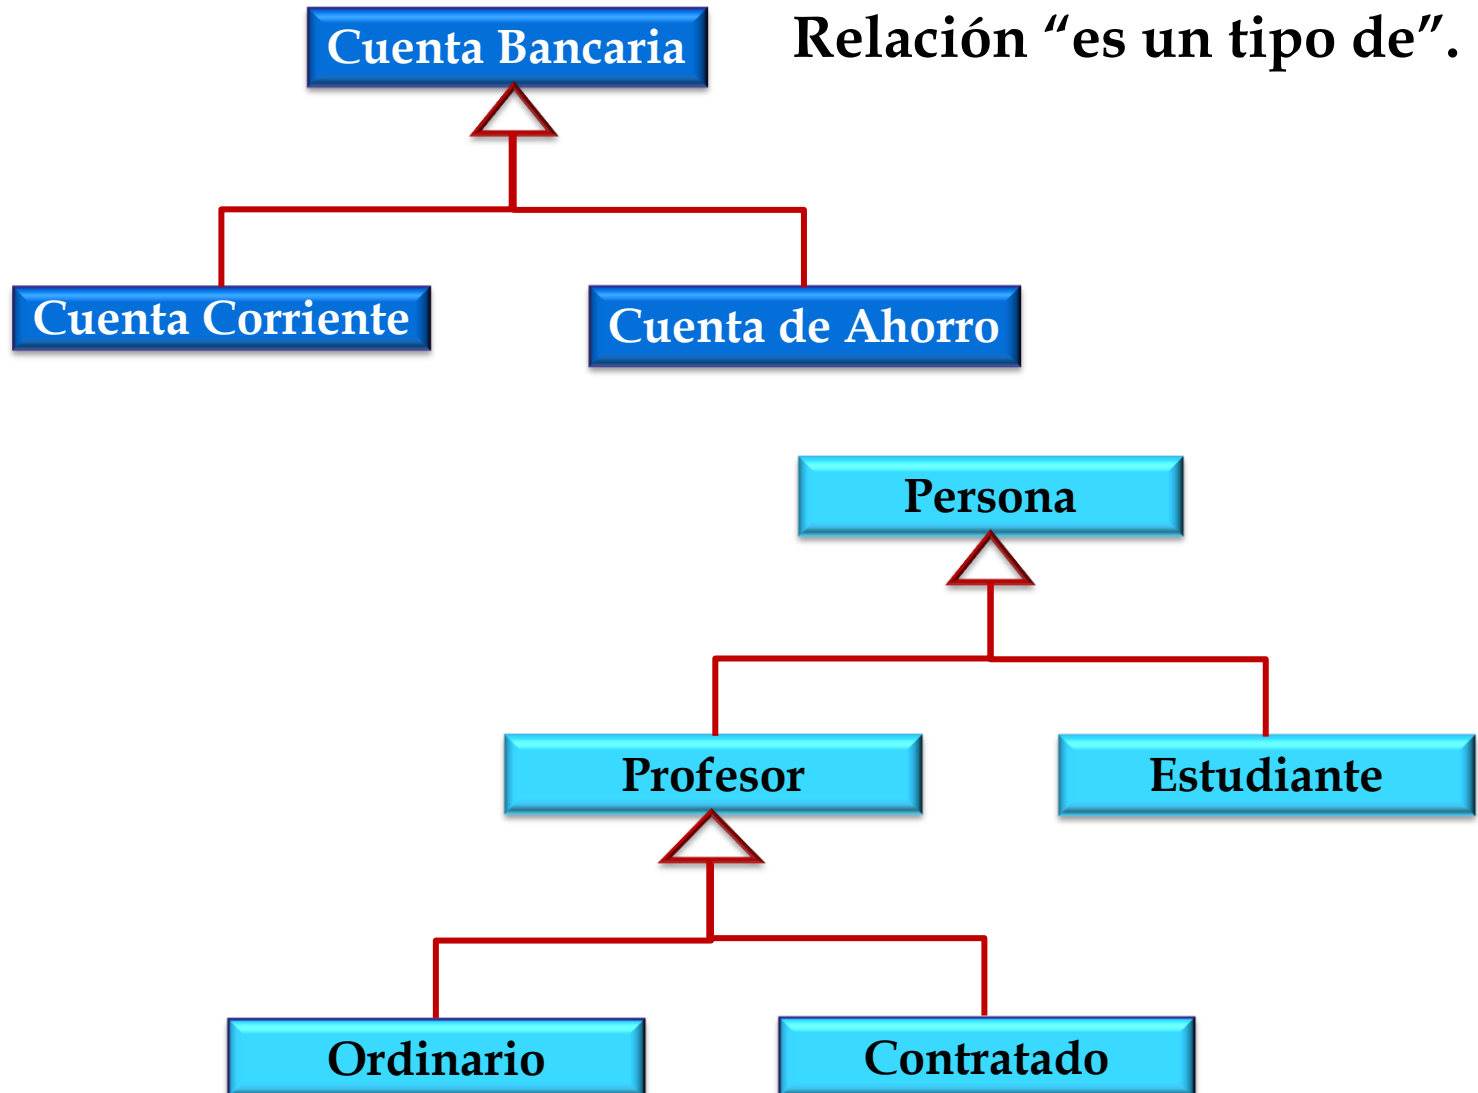 Cuenta Bancaria
Relación “es un tipo de”.
Cuenta Corriente
Cuenta de Ahorro
Persona
Profesor
Estudiante
Ordinario
Contratado